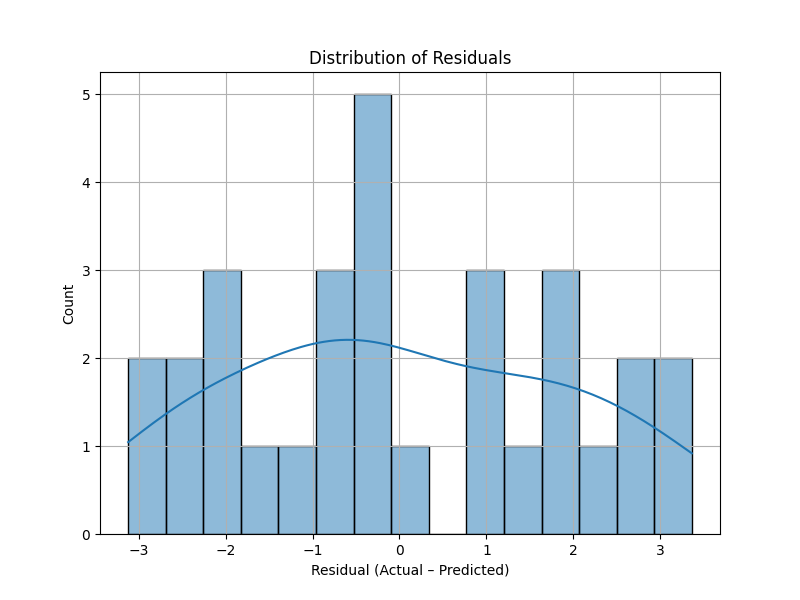 Distribution of Residuals
5
4
3
2
1
0
Count
−3 −2 −1 0 1 2 3
Residual (Actual – Predicted)